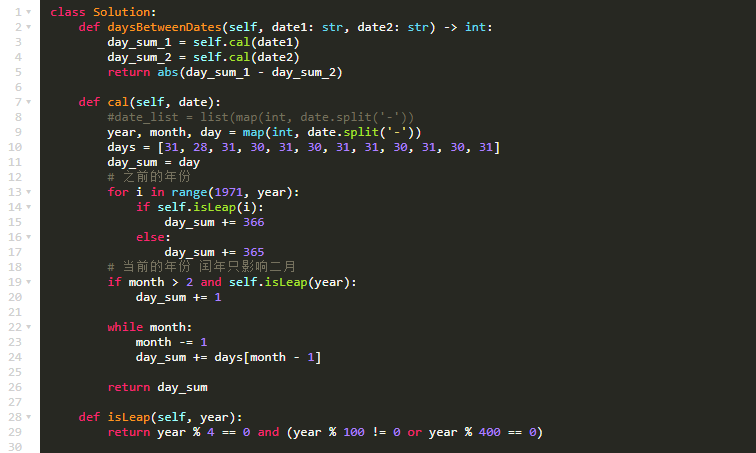 1 class Solution:
2     def daysBetweenDates(self, date1: str, date2: str) -> int:
3         day_sum_1 = self.cal(date1)
4         day_sum_2 = self.cal(date2)
5         return abs(day_sum_1 - day_sum_2)
6
7     def cal(self, date):
8         #date_list = list(map(int, date.split('-'))
9         year, month, day = map(int, date.split('-'))
10         days = [31, 28, 31, 30, 31, 30, 31, 31, 30, 31, 30, 31]
11         day_sum = day
12         # 之前的年份
13         for i in range(1971, year):
14             if self.isLeap(i):
15                 day_sum += 366
16             else:
17                 day_sum += 365
18         # 当前的年份 闰年只影响二月
19         if month > 2 and self.isLeap(year):
20             day_sum += 1
21
22         while month:
23             month -= 1
24             day_sum += days[month - 1]
25
26         return day_sum
27
28     def isLeap(self, year):
29         return year % 4 == 0 and (year % 100 != 0 or year % 400 == 0)
30